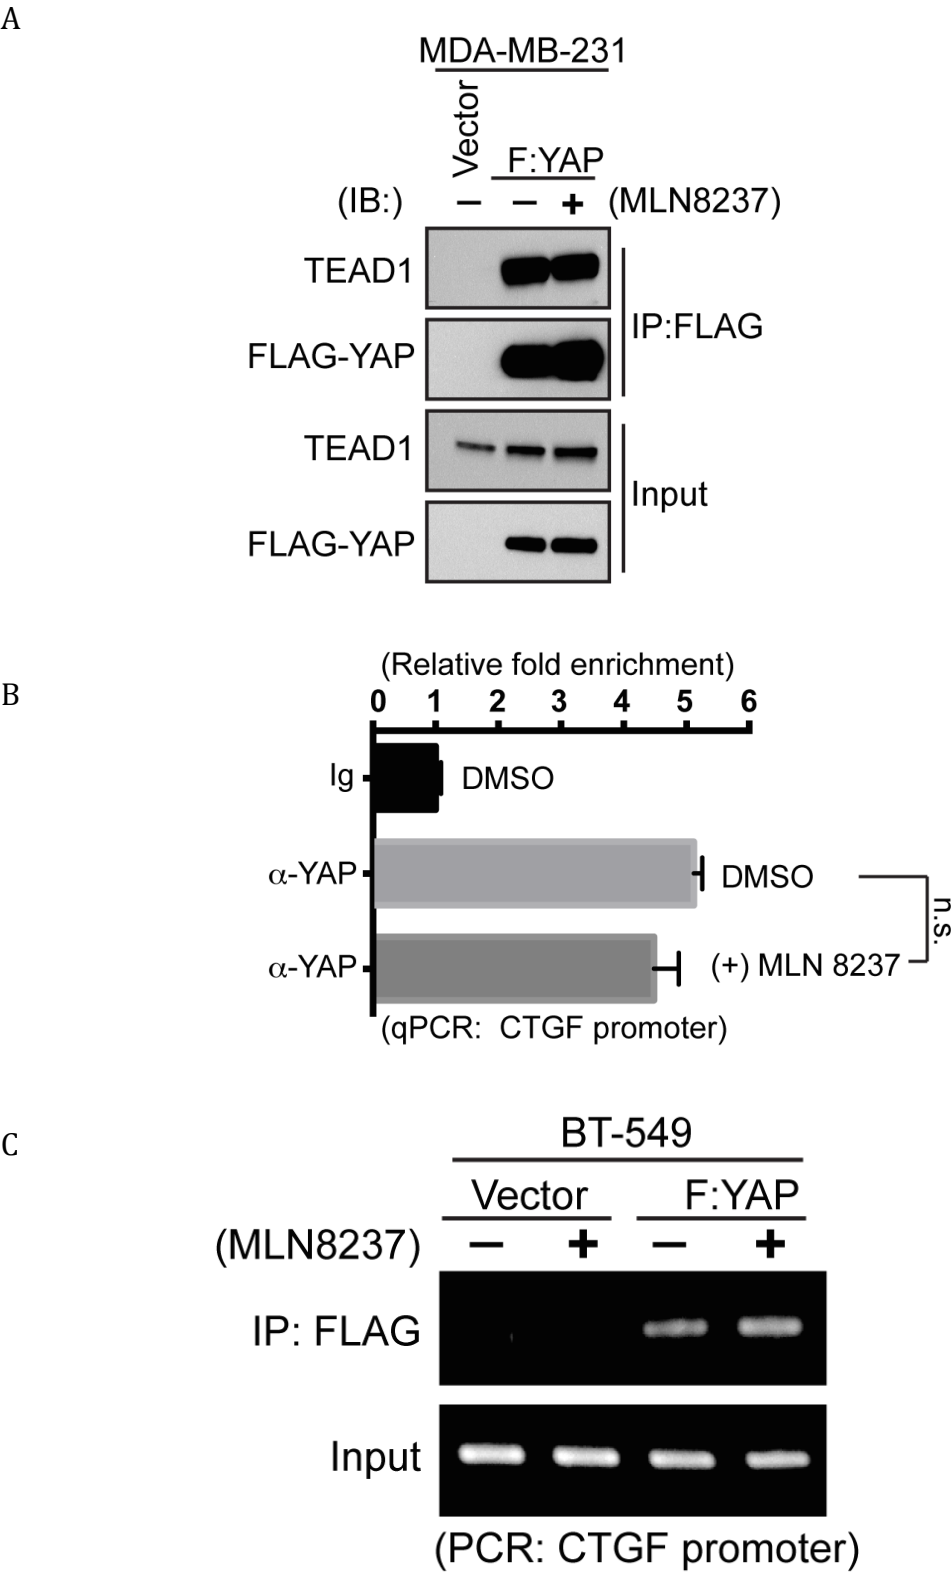 A
MDA-MB-231
Vector
F:YAP
(IB:) − − + (MLN8237)
TEAD1
FLAG-YAP
IP:FLAG
TEAD1
FLAG-YAP
Input
B
(Relative fold enrichment)
0 1 2 3 4 5 6
Ig DMSO
α-YAP DMSO
α-YAP (+) MLN 8237
n.s.
(qPCR: CTGF promoter)
C
BT-549
Vector F:YAP
(MLN8237) − + − +
IP: FLAG
Input
(PCR: CTGF promoter)